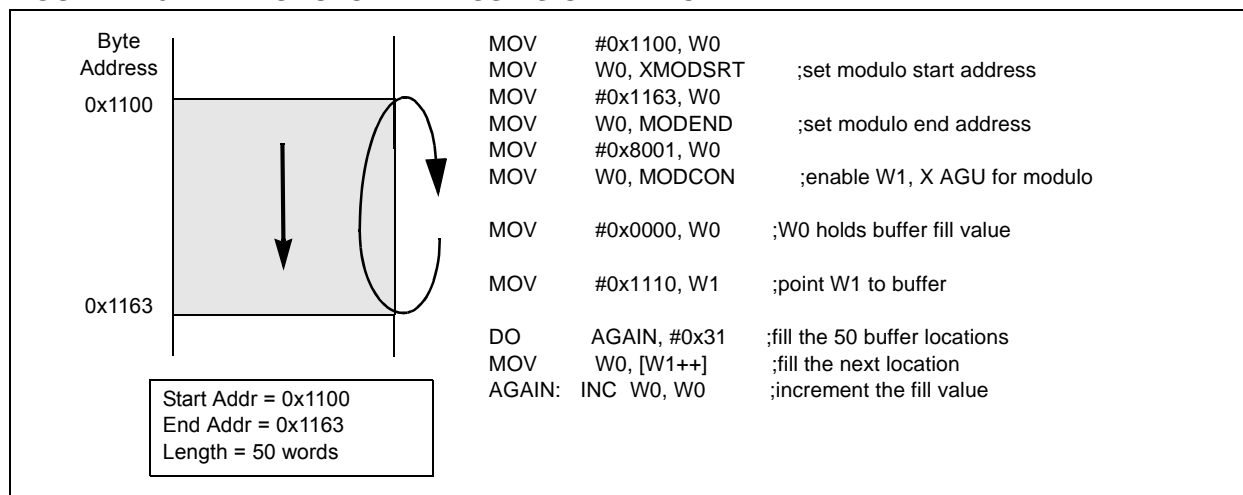 Byte
Address
0x1100
0x1163
Start Addr = 0x1100
End Addr = 0x1163
Length = 50 words
MOV #0x1100, W0
MOV W0, XMODSRT ;set modulo start address
MOV #0x1163, W0
MOV W0, MODEND ;set modulo end address
MOV #0x8001, W0
MOV W0, MODCON ;enable W1, X AGU for modulo
MOV #0x0000, W0 ;W0 holds buffer fill value
MOV #0x1110, W1 ;point W1 to buffer
DO AGAIN, #0x31 ;fill the 50 buffer locations
MOV W0, [W1++] ;fill the next location
AGAIN: INC W0, W0 ;increment the fill value